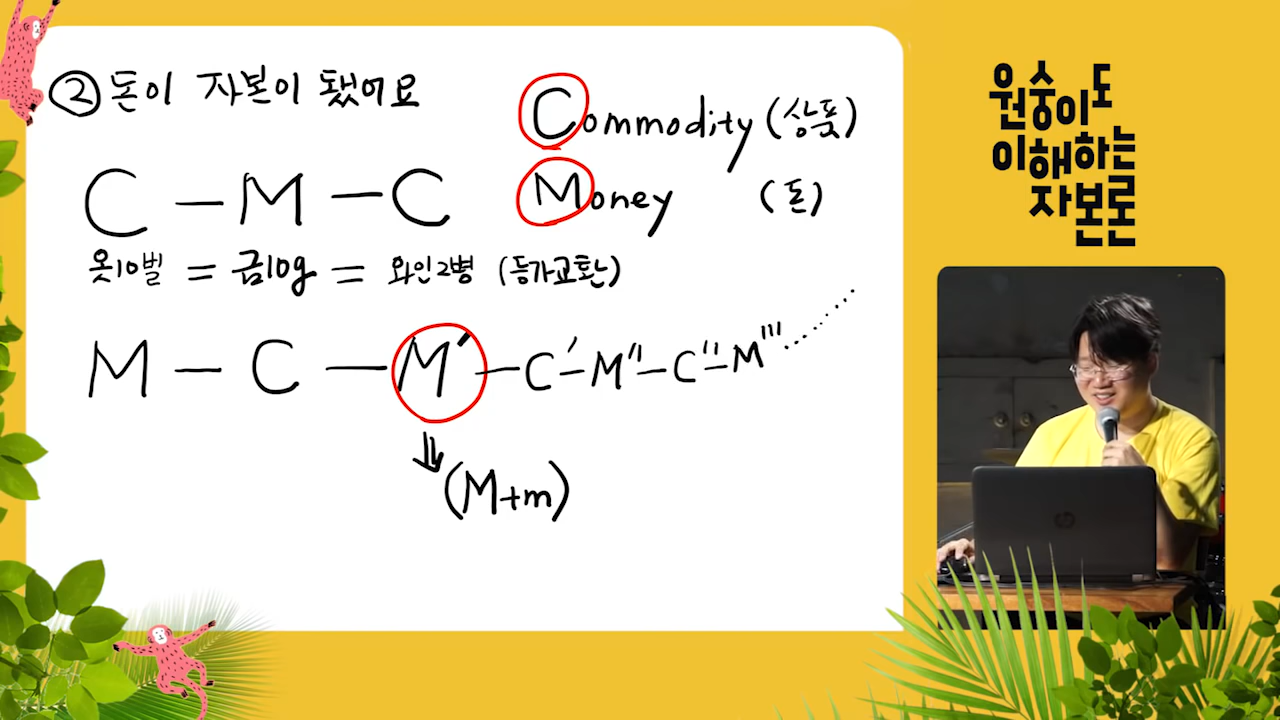 ② 돈이 자본이 됐어요
Commodity (상품)
Money (돈)
C – M – C
옷10벌 = 금10g = 와인2병 (등가교환)
M – C – M′ – C′ – M″ – C″ – M‴ ......
⇓
(M+m)
원숭이도
이해하는
자본론
hp